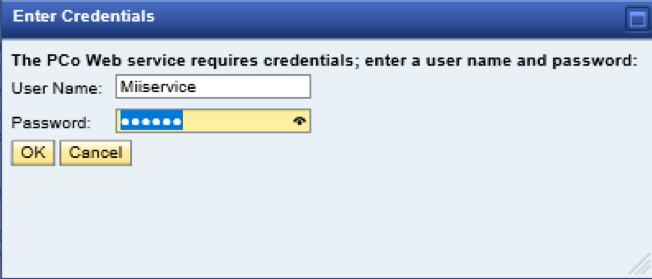 Enter Credentials
The PCo Web service requires credentials; enter a user name and password:
User Name: Miiservice
Password: ●●●●●●
OK Cancel